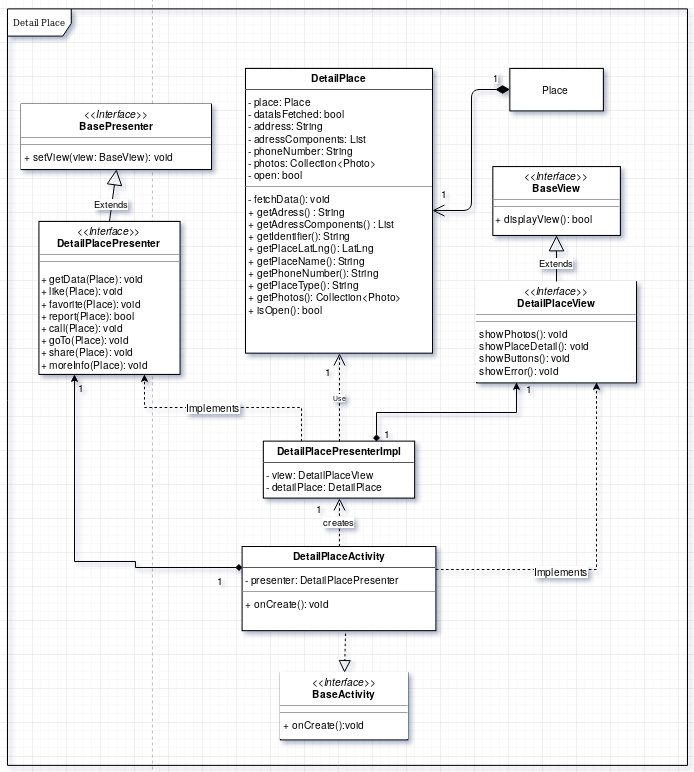 Detail Place
DetailPlace
- place: Place
- dataIsFetched: bool
- address: String
- adressComponents: List
- phoneNumber: String
- photos: Collection<Photo>
- open: bool
- fetchData(): void
+ getAdress() : String
+ getAdressComponents() : List
+ getIdentifier(): String
+ getPlaceLatLng(): LatLng
+ getPlaceName(): String
+ getPhoneNumber(): String
+ getPlaceType(): String
+ getPhotos(): Collection<Photo>
+ isOpen(): bool
1
Place
1
<<Interface>>
BasePresenter
+ setView(view: BaseView): void
Extends
<<Interface>>
DetailPlacePresenter
+ getData(Place): void
+ like(Place): void
+ favorite(Place): void
+ report(Place): bool
+ call(Place): void
+ goTo(Place): void
+ share(Place): void
+ moreInfo(Place): void
<<Interface>>
BaseView
+ displayView(): bool
Extends
<<Interface>>
DetailPlaceView
showPhotos(): void
showPlaceDetail(): void
showButtons(): void
showError(): void
1
1
1
Implements
Use
1
DetailPlacePresenterImpl
- view: DetailPlaceView
- detailPlace: DetailPlace
1
creates
DetailPlaceActivity
- presenter: DetailPlacePresenter
+ onCreate(): void
1
Implements
<<Interface>>
BaseActivity
+ onCreate():void